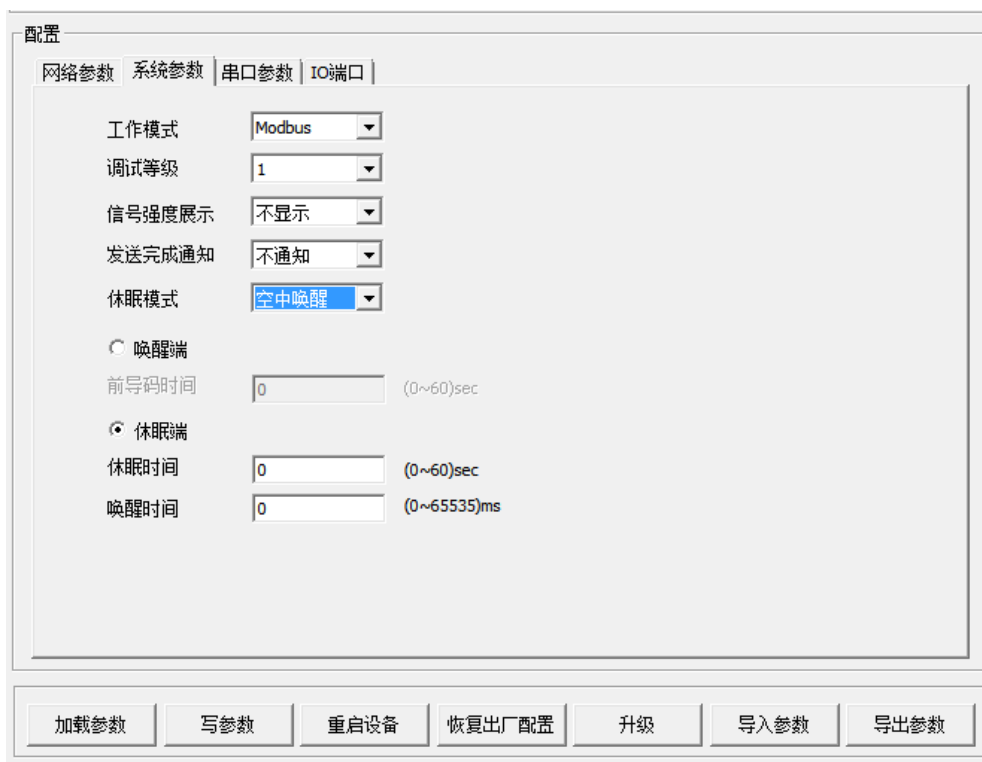 配置
网络参数 系统参数 串口参数 IO端口
工作模式 Modbus
调试等级 1
信号强度展示 不显示
发送完成通知 不通知
休眠模式 空中唤醒
唤醒端
前导码时间 0 (0~60)sec
休眠端
休眠时间 0 (0~60)sec
唤醒时间 0 (0~65535)ms
加载参数 写参数 重启设备 恢复出厂配置 升级 导入参数 导出参数